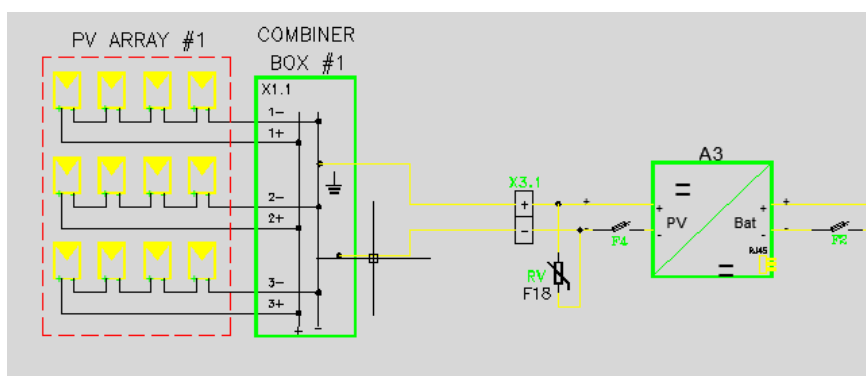 PV ARRAY #1
COMBINER
BOX #1
X1.1
1-
1+
2-
2+
3-
3+
+ -
X3.1
+
-
+
-
RV
F18
F4
A3
+
PV
-
Bat
+
-
RJ45
+
-